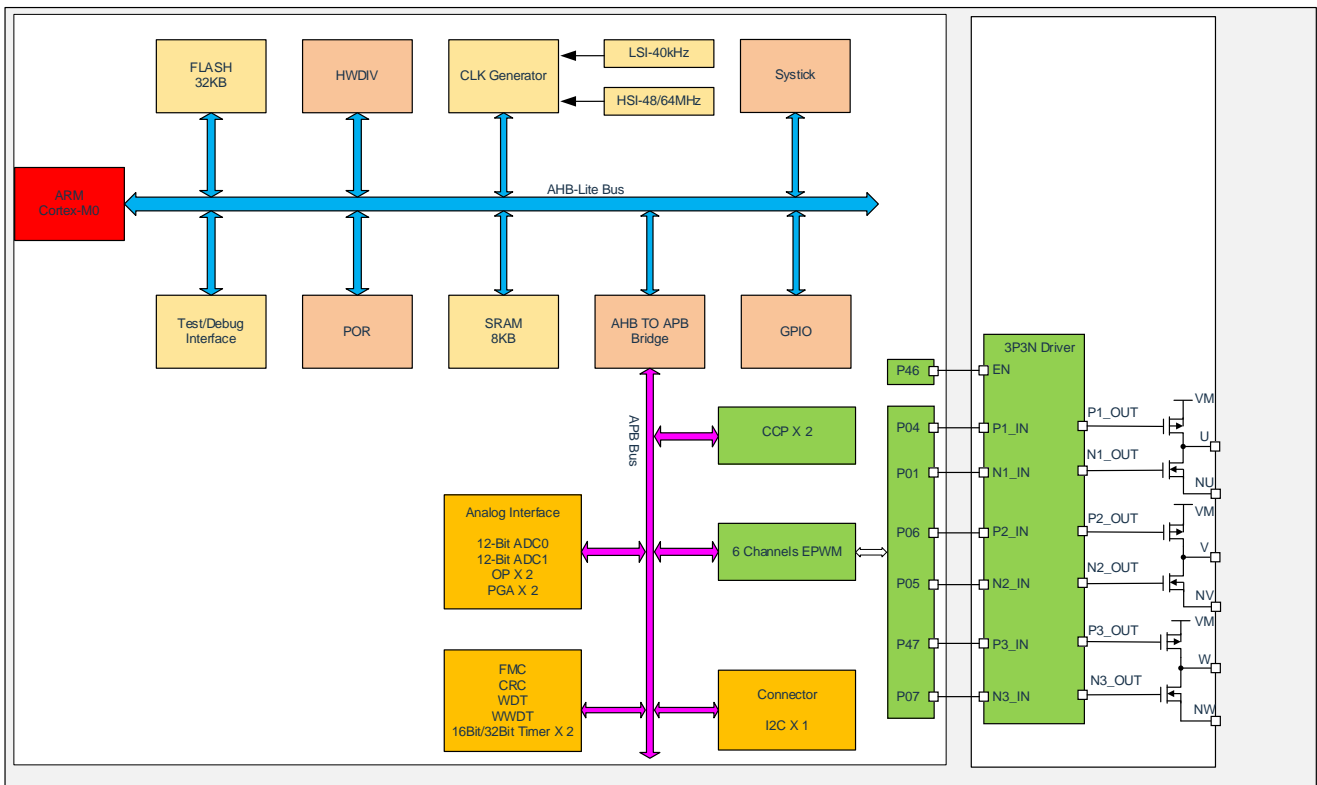 FLASH
32KB
HWDIV
CLK Generator
LSI-40kHz
HSI-48/64MHz
Systick
ARM
Cortex-M0
AHB-Lite Bus
Test/Debug
Interface
POR
SRAM
8KB
AHB TO APB
Bridge
GPIO
APB Bus
CCP X 2
Analog Interface
12-Bit ADC0
12-Bit ADC1
OP X 2
PGA X 2
6 Channels EPWM
FMC
CRC
WDT
WWDT
16Bit/32Bit Timer X 2
Connector
I2C X 1
P46
P04
P01
P06
P05
P47
P07
3P3N Driver
EN
P1_IN
N1_IN
P2_IN
N2_IN
P3_IN
N3_IN
P1_OUT
VM
U
N1_OUT
NU
P2_OUT
VM
V
N2_OUT
NV
P3_OUT
VM
W
N3_OUT
NW